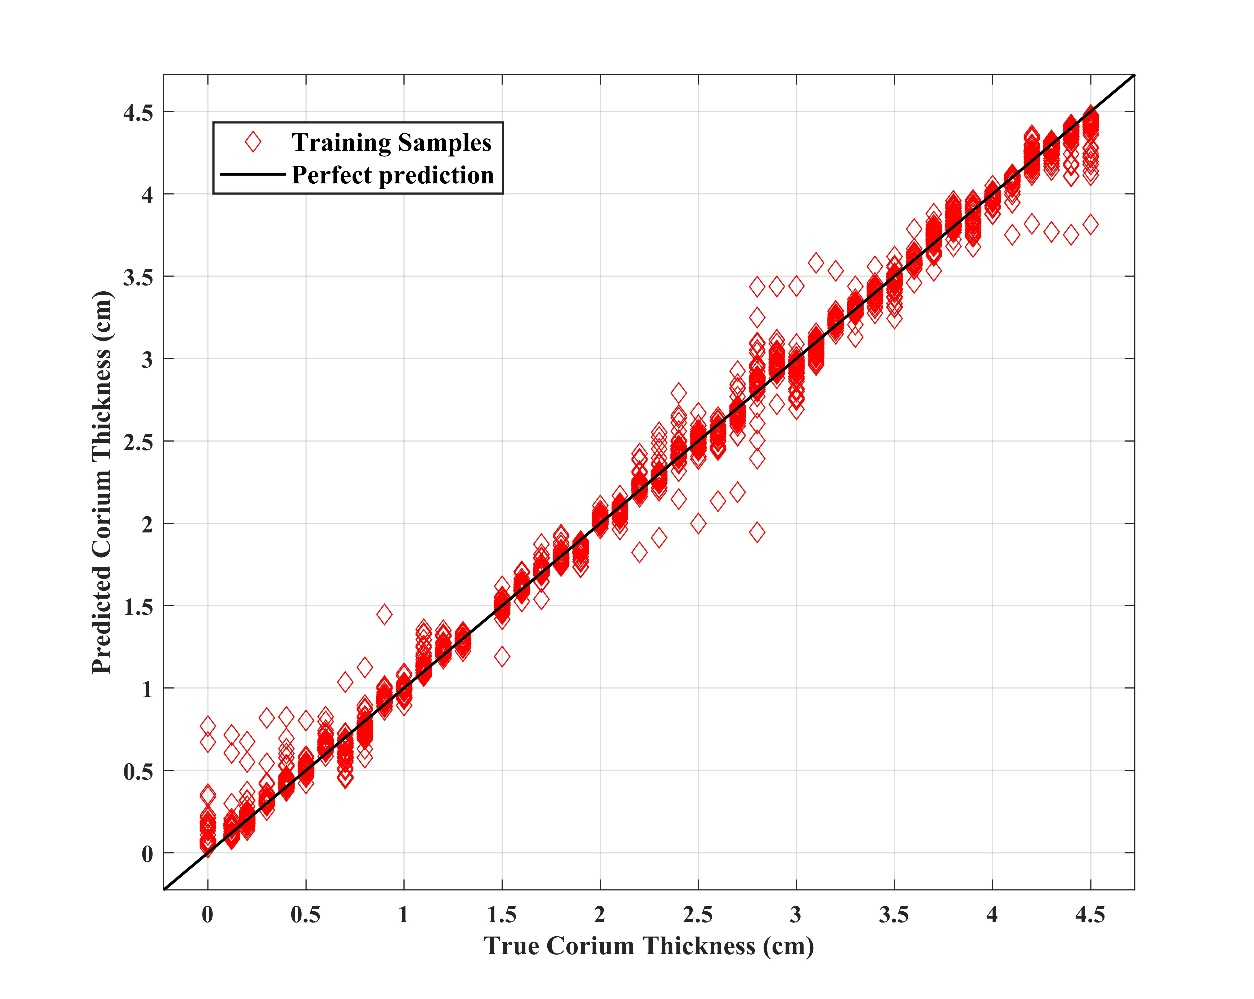 4.5
4
3.5
3
2.5
2
1.5
1
0.5
0
Training Samples
Perfect prediction
Predicted Corium Thickness (cm)
0 0.5 1 1.5 2 2.5 3 3.5 4 4.5
True Corium Thickness (cm)